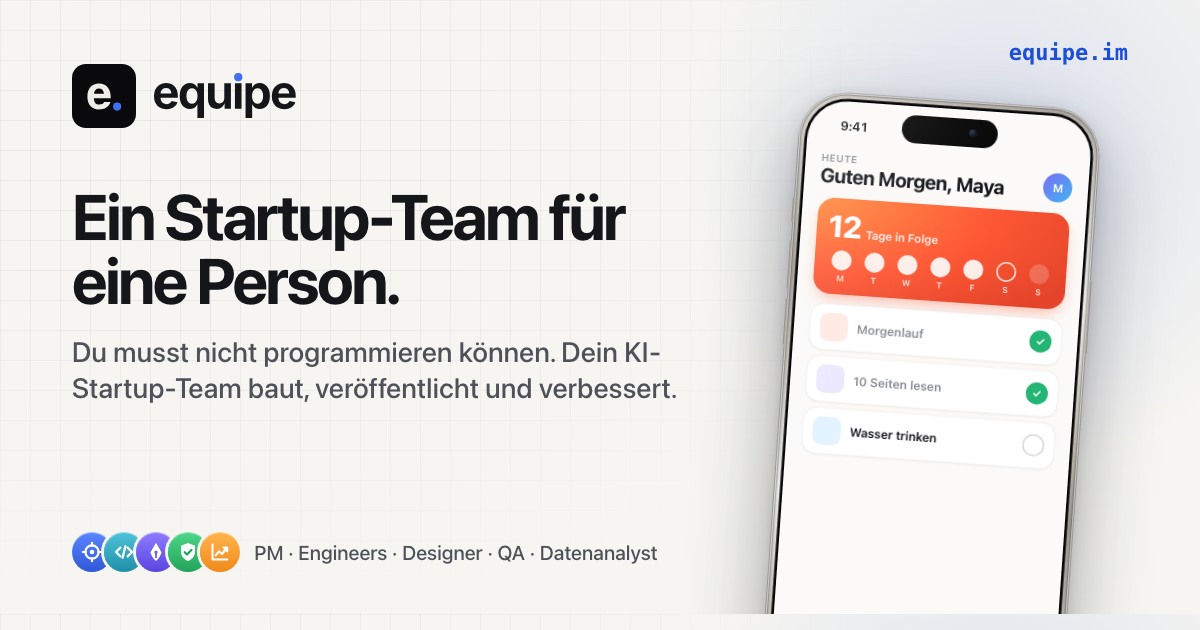 equipe.im
e. equipe
Ein Startup-Team für
eine Person.
Du musst nicht programmieren können. Dein KI-
Startup-Team baut, veröffentlicht und verbessert.
PM · Engineers · Designer · QA · Datenanalyst
9:41
HEUTE
Guten Morgen, Maya
M
12 Tage in Folge
M T W T F S S
Morgenlauf
10 Seiten lesen
Wasser trinken